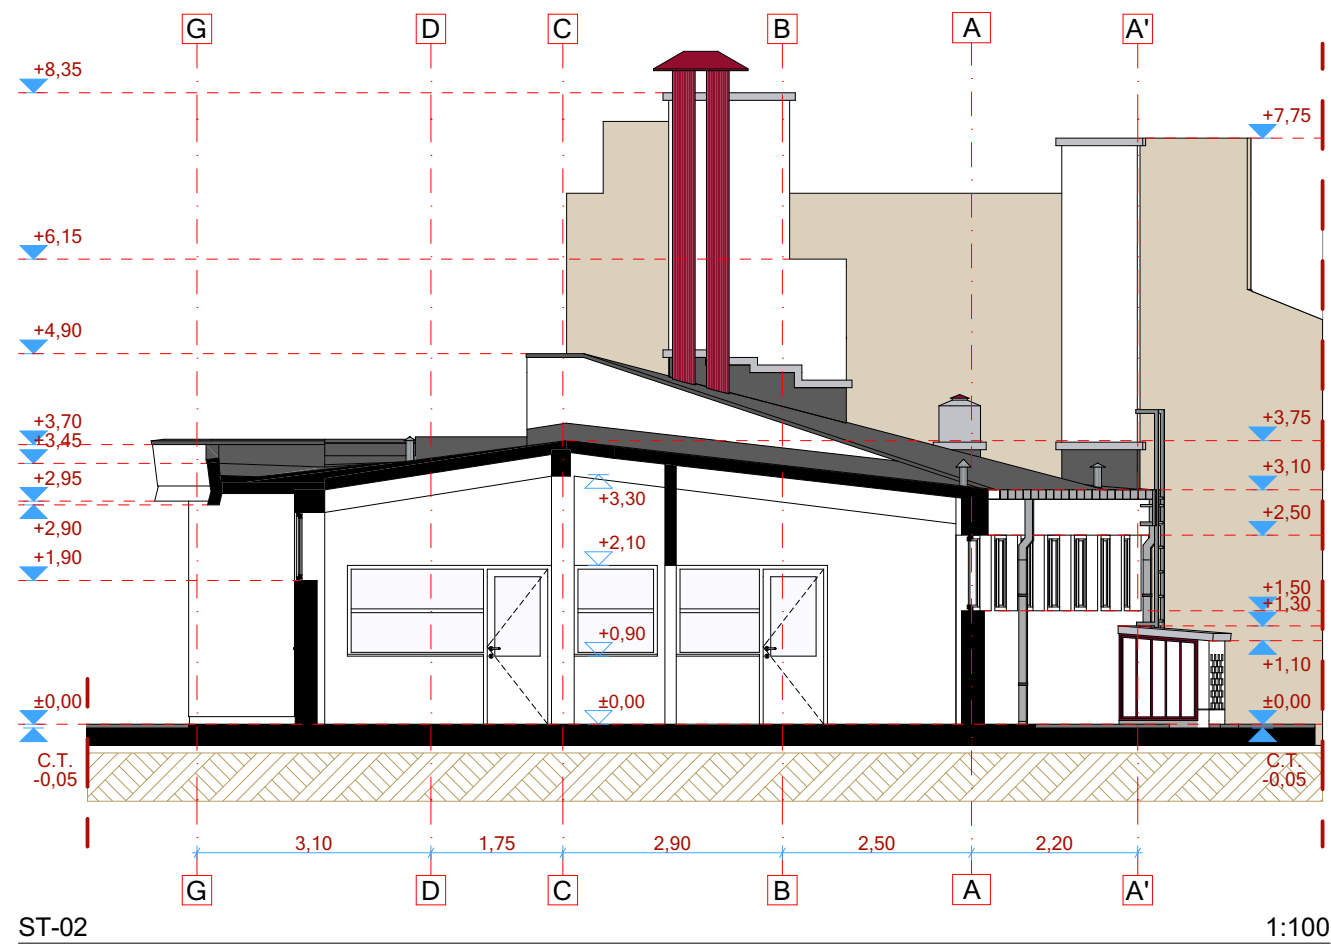 G
D
C
B
A
A'
+8,35
+7,75
+6,15
+4,90
+3,70
+3,45
+2,95
+2,90
+1,90
±0,00
C.T.
-0,05
+3,30
+2,10
+0,90
±0,00
+3,75
+3,10
+2,50
+1,50
+1,30
+1,10
±0,00
C.T.
-0,05
3,10
1,75
2,90
2,50
2,20
G
D
C
B
A
A'
ST-02
1:100